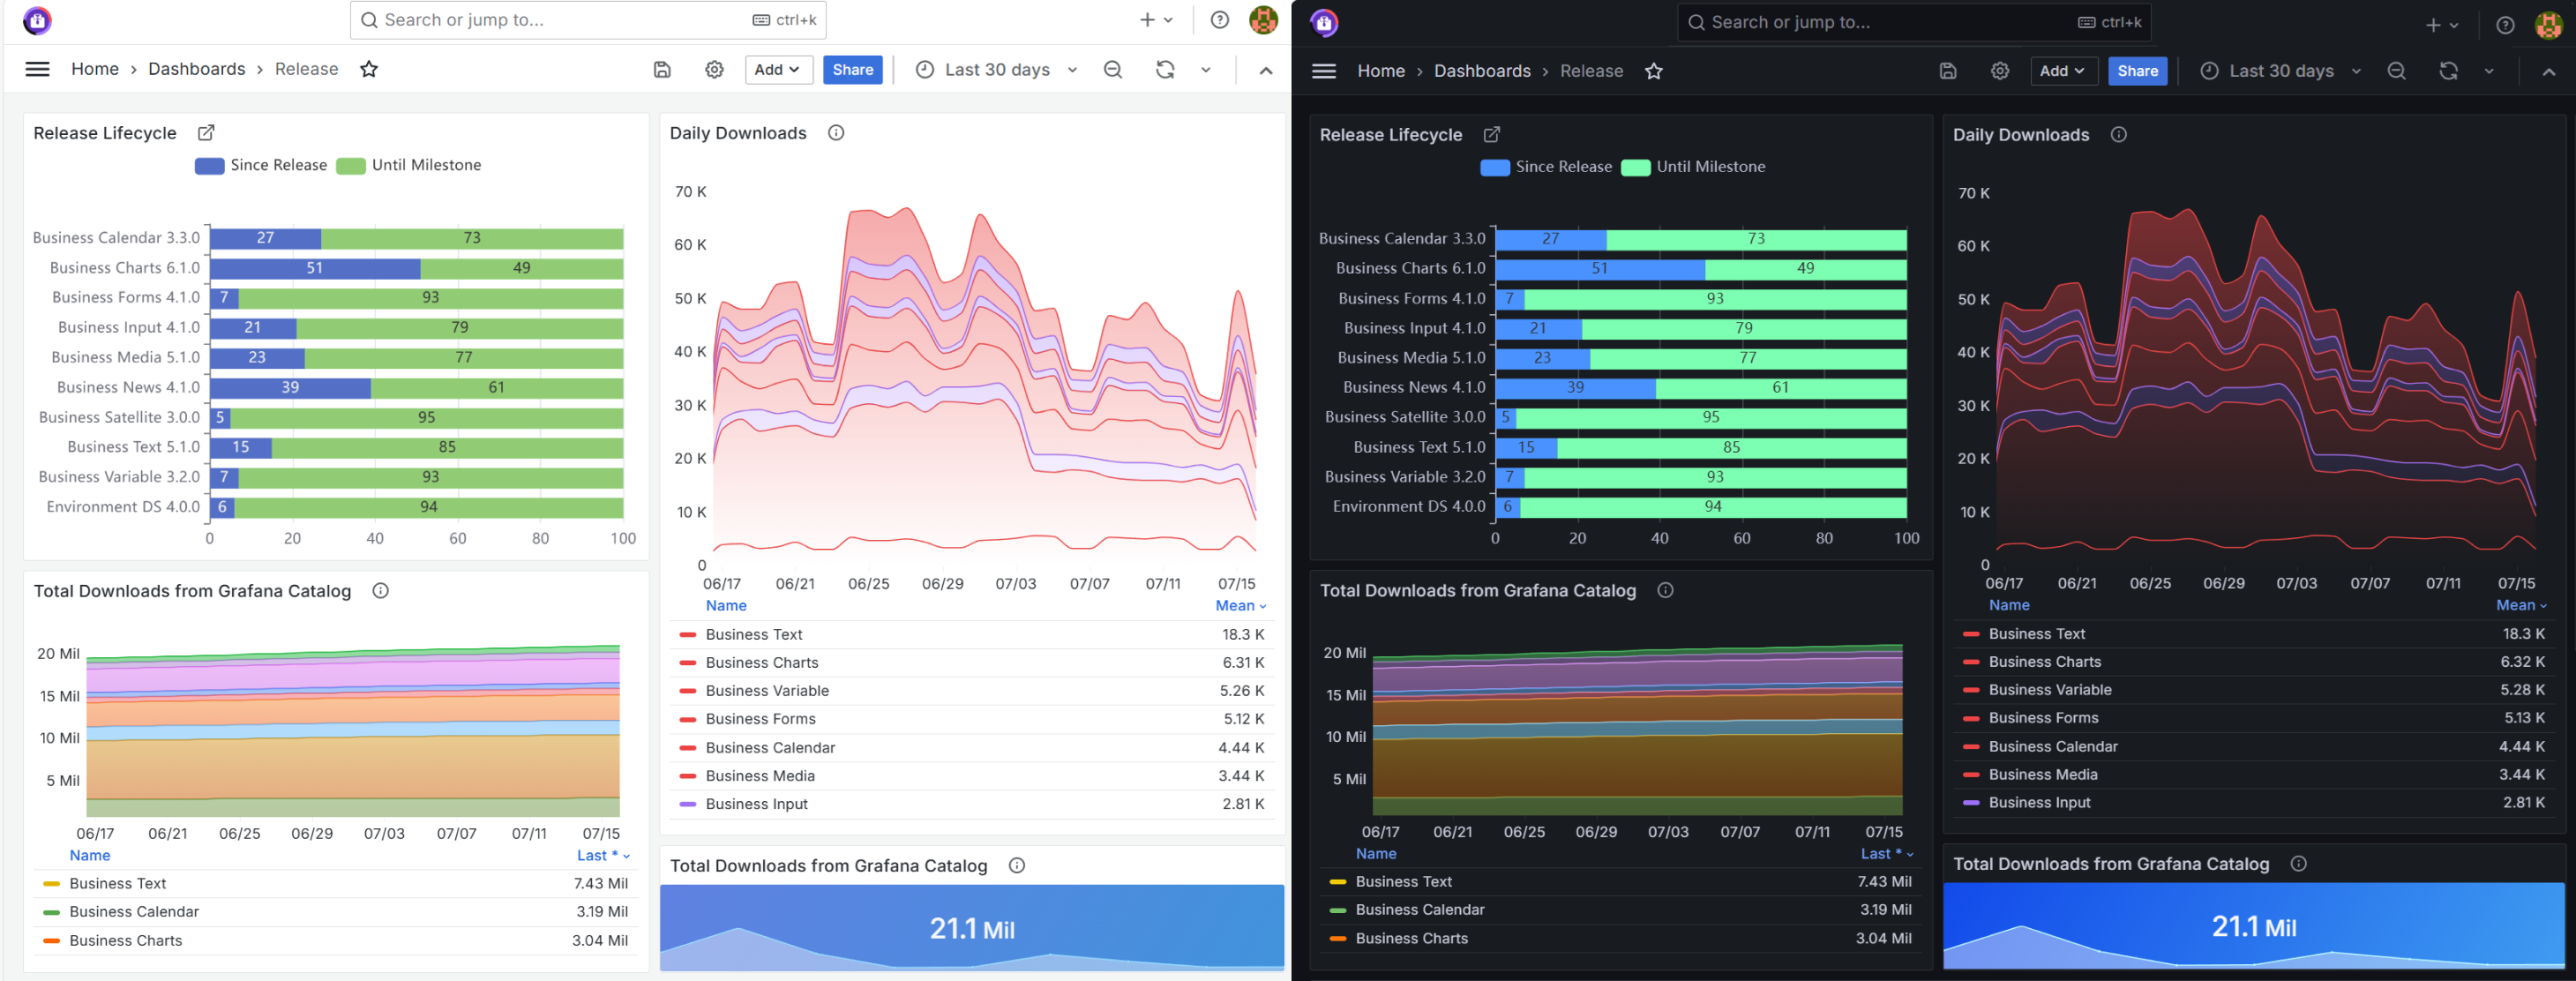 Search or jump to... ctrl+k
Home › Dashboards › Release Add Share Last 30 days
Release Lifecycle
Since Release Until Milestone
Business Calendar 3.3.0 27 73
Business Charts 6.1.0 51 49
Business Forms 4.1.0 7 93
Business Input 4.1.0 21 79
Business Media 5.1.0 23 77
Business News 4.1.0 39 61
Business Satellite 3.0.0 5 95
Business Text 5.1.0 15 85
Business Variable 3.2.0 7 93
Environment DS 4.0.0 6 94
0 20 40 60 80 100
Total Downloads from Grafana Catalog
20 Mil
15 Mil
10 Mil
5 Mil
06/17 06/21 06/25 06/29 07/03 07/07 07/11 07/15
Name Last *
Business Text 7.43 Mil
Business Calendar 3.19 Mil
Business Charts 3.04 Mil
Daily Downloads
70 K
60 K
50 K
40 K
30 K
20 K
10 K
0
06/17 06/21 06/25 06/29 07/03 07/07 07/11 07/15
Name Mean
Business Text 18.3 K
Business Charts 6.31 K
Business Variable 5.26 K
Business Forms 5.12 K
Business Calendar 4.44 K
Business Media 3.44 K
Business Input 2.81 K
Total Downloads from Grafana Catalog
21.1 Mil
Search or jump to... ctrl+k
Home › Dashboards › Release Add Share Last 30 days
Release Lifecycle
Since Release Until Milestone
Business Calendar 3.3.0 27 73
Business Charts 6.1.0 51 49
Business Forms 4.1.0 7 93
Business Input 4.1.0 21 79
Business Media 5.1.0 23 77
Business News 4.1.0 39 61
Business Satellite 3.0.0 5 95
Business Text 5.1.0 15 85
Business Variable 3.2.0 7 93
Environment DS 4.0.0 6 94
0 20 40 60 80 100
Total Downloads from Grafana Catalog
20 Mil
15 Mil
10 Mil
5 Mil
06/17 06/21 06/25 06/29 07/03 07/07 07/11 07/15
Name Last *
Business Text 7.43 Mil
Business Calendar 3.19 Mil
Business Charts 3.04 Mil
Daily Downloads
70 K
60 K
50 K
40 K
30 K
20 K
10 K
0
06/17 06/21 06/25 06/29 07/03 07/07 07/11 07/15
Name Mean
Business Text 18.3 K
Business Charts 6.32 K
Business Variable 5.28 K
Business Forms 5.13 K
Business Calendar 4.44 K
Business Media 3.44 K
Business Input 2.81 K
Total Downloads from Grafana Catalog
21.1 Mil